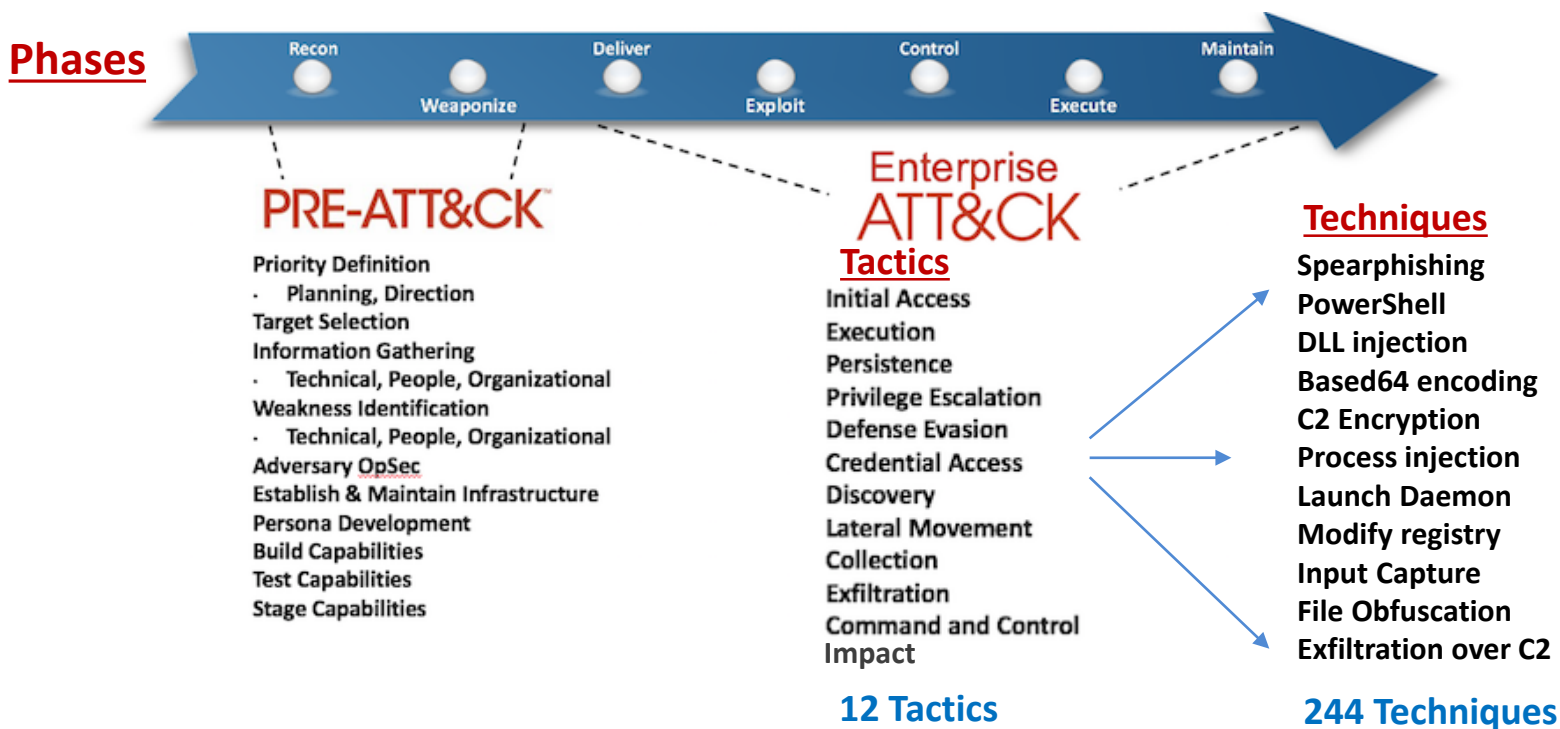 Phases
Recon
Weaponize
Deliver
Exploit
Control
Execute
Maintain
PRE-ATT&CK™
Priority Definition
· Planning, Direction
Target Selection
Information Gathering
· Technical, People, Organizational
Weakness Identification
· Technical, People, Organizational
Adversary OpSec
Establish & Maintain Infrastructure
Persona Development
Build Capabilities
Test Capabilities
Stage Capabilities
Enterprise
ATT&CK
Tactics
Initial Access
Execution
Persistence
Privilege Escalation
Defense Evasion
Credential Access
Discovery
Lateral Movement
Collection
Exfiltration
Command and Control
Impact
12 Tactics
Techniques
Spearphishing
PowerShell
DLL injection
Based64 encoding
C2 Encryption
Process injection
Launch Daemon
Modify registry
Input Capture
File Obfuscation
Exfiltration over C2
244 Techniques